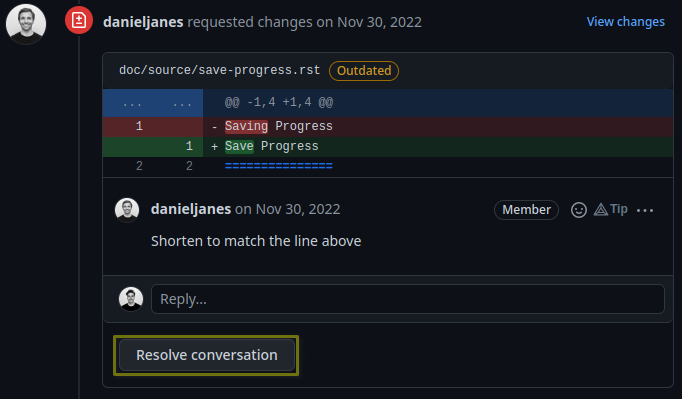 danieljanes requested changes on Nov 30, 2022 View changes
doc/source/save-progress.rst Outdated
... ... @@ -1,4 +1,4 @@
1 - Saving Progress
1 + Save Progress
2 2 ===============
danieljanes on Nov 30, 2022 Member Tip ...
Shorten to match the line above
Reply...
Resolve conversation